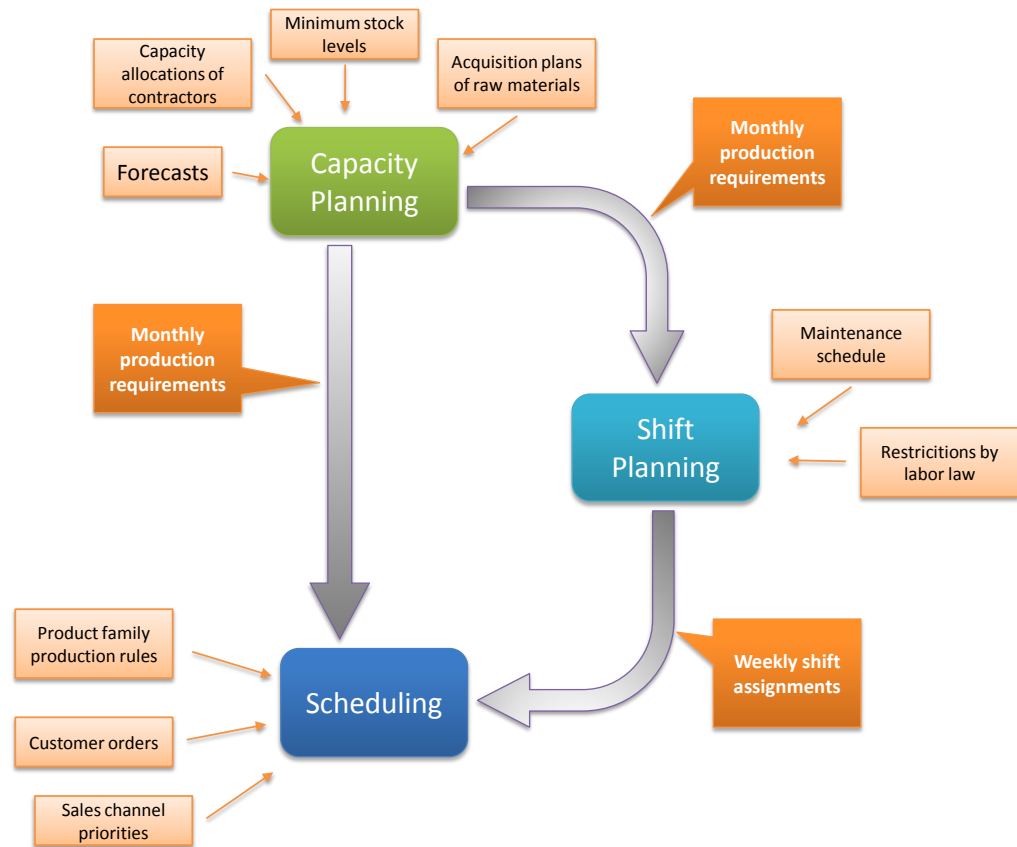 Minimum stock
levels
Capacity
allocations of
contractors
Acquisition plans
of raw materials
Forecasts
Capacity
Planning
Monthly
production
requirements
Monthly
production
requirements
Maintenance
schedule
Shift
Planning
Restricitions by
labor law
Product family
production rules
Customer orders
Sales channel
priorities
Scheduling
Weekly shift
assignments